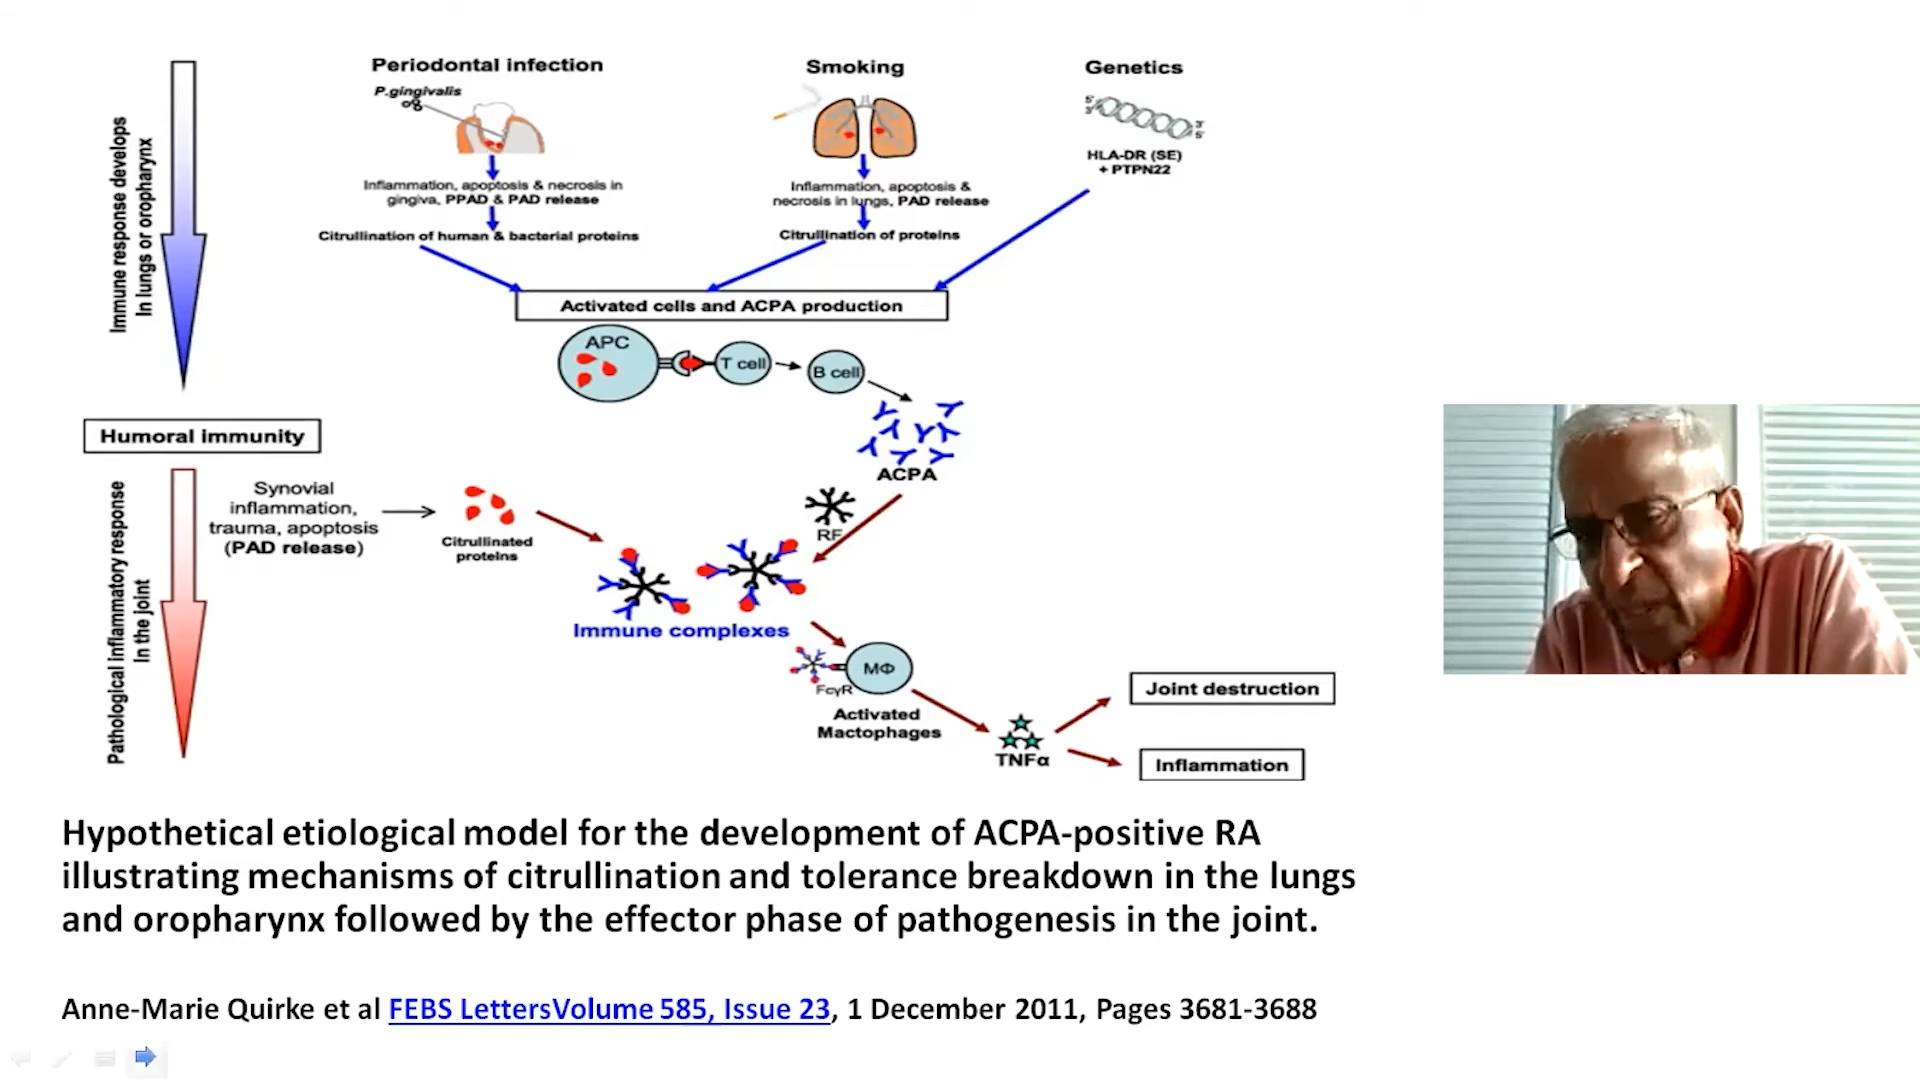 Periodontal infection
P.gingivalis
Inflammation, apoptosis & necrosis in
gingiva, PPAD & PAD release
Citrullination of human & bacterial proteins
Smoking
Inflammation, apoptosis &
necrosis in lungs, PAD release
Citrullination of proteins
Genetics
5'
3'
3'
5'
HLA-DR (SE)
+ PTPN22
Immune response develops
In lungs or oropharynx
Activated cells and ACPA production
APC
T cell
B cell
ACPA
Humoral Immunity
Pathological inflammatory response
In the joint
Synovial
inflammation,
trauma, apoptosis
(PAD release)
Citrullinated
proteins
RF
Immune complexes
MΦ
FcγR
Activated
Mactophages
TNFα
Joint destruction
Inflammation
Hypothetical etiological model for the development of ACPA-positive RA
illustrating mechanisms of citrullination and tolerance breakdown in the lungs
and oropharynx followed by the effector phase of pathogenesis in the joint.
Anne-Marie Quirke et al FEBS LettersVolume 585, Issue 23, 1 December 2011, Pages 3681-3688